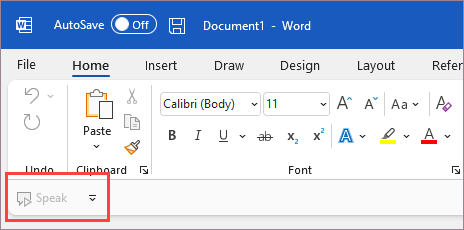 AutoSave Off Document1 - Word
File Home Insert Draw Design Layout Refer
Paste
Calibri (Body) 11 A A Aa A
B I U ab x₂ x² A A
Undo Clipboard Font
Speak